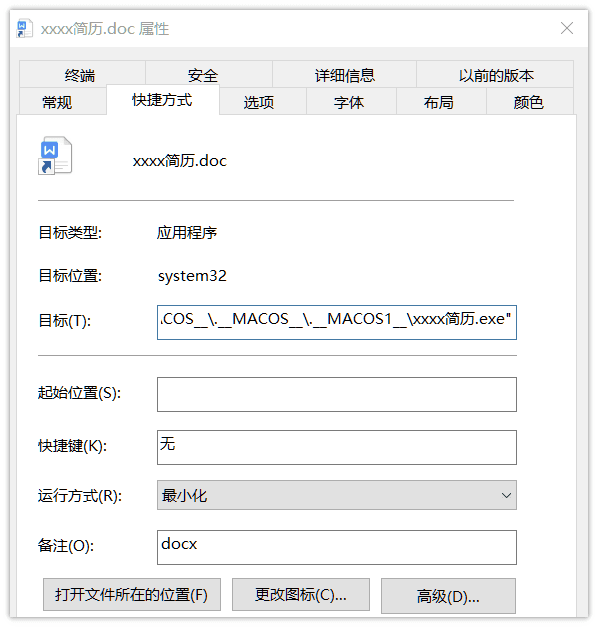 xxxx简历.doc 属性
终端 安全 详细信息 以前的版本
常规 快捷方式 选项 字体 布局 颜色
xxxx简历.doc
目标类型: 应用程序
目标位置: system32
目标(T): COS__\.__MACOS__\.__MACOS1__\xxxx简历.exe"
起始位置(S):
快捷键(K): 无
运行方式(R): 最小化
备注(O): docx
打开文件所在的位置(F) 更改图标(C)... 高级(D)...